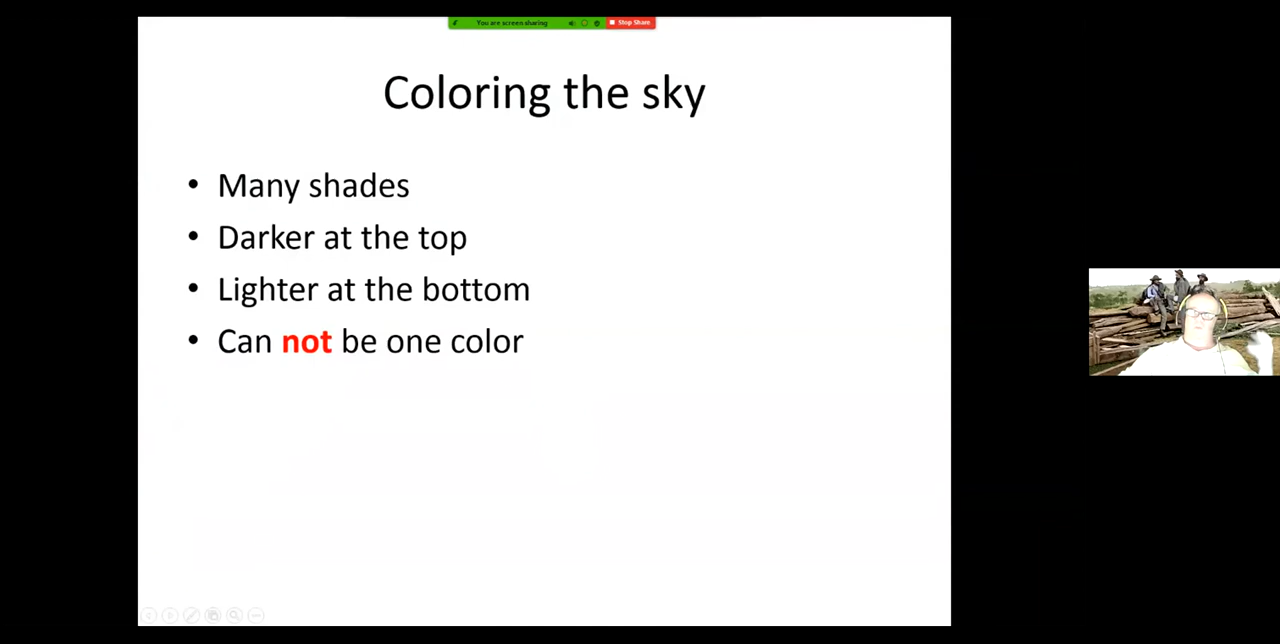 You are screen sharing
Stop Share
Coloring the sky
• Many shades
• Darker at the top
• Lighter at the bottom
• Can not be one color